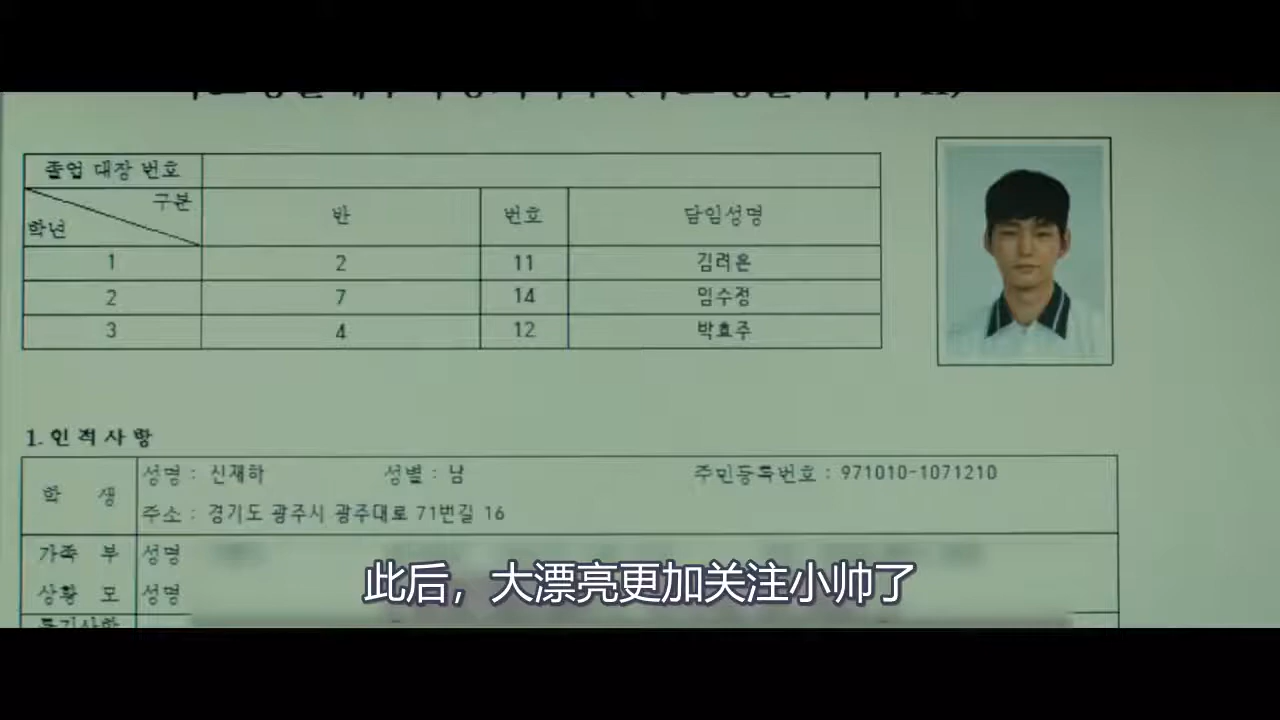 졸업 대장 번호
구분
학년
반 번호 담임성명
1 2 11 김려은
2 7 14 임수정
3 4 12 박효주
1. 인적사항
학 생
성명 : 신재하 성별 : 남 주민등록번호 : 971010-1071210
주소 : 경기도 광주시 광주대로 71번길 16
가족 부 성명
상황 모 성명
此后，大漂亮更加关注小帅了